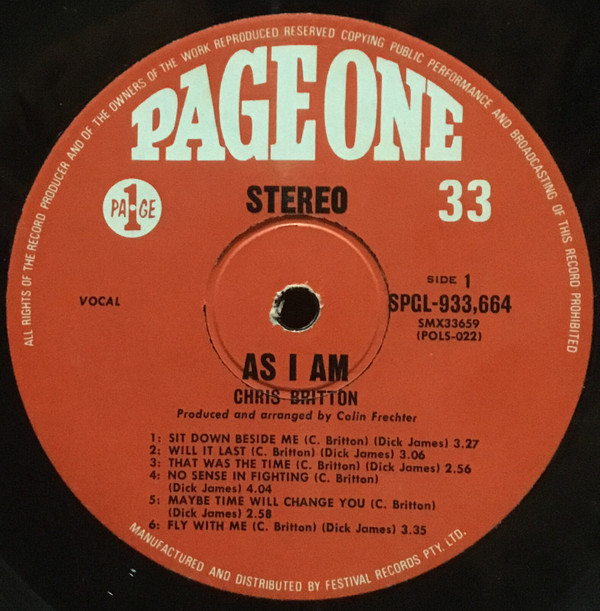 ALL RIGHTS OF THE RECORD PRODUCER AND OF THE OWNERS OF THE WORK REPRODUCED RESERVED COPYING PUBLIC PERFORMANCE AND BROADCASTING OF THIS RECORD PROHIBITED
PAGE ONE
PA1GE
STEREO
33
VOCAL
SIDE 1
SPGL-933,664
SMX33659
(POLS-022)
AS I AM
CHRIS BRITTON
Produced and arranged by Colin Frechter
1: SIT DOWN BESIDE ME (C. Britton) (Dick James) 3.27
2: WILL IT LAST (C. Britton) (Dick James) 3.06
3: THAT WAS THE TIME (C. Britton) (Dick James) 2.56
4: NO SENSE IN FIGHTING (C. Britton)
(Dick James) 4.04
5: MAYBE TIME WILL CHANGE YOU (C. Britton)
(Dick James) 2.58
6: FLY WITH ME (C. Britton) (Dick James) 3.35
MANUFACTURED AND DISTRIBUTED BY FESTIVAL RECORDS PTY. LTD.